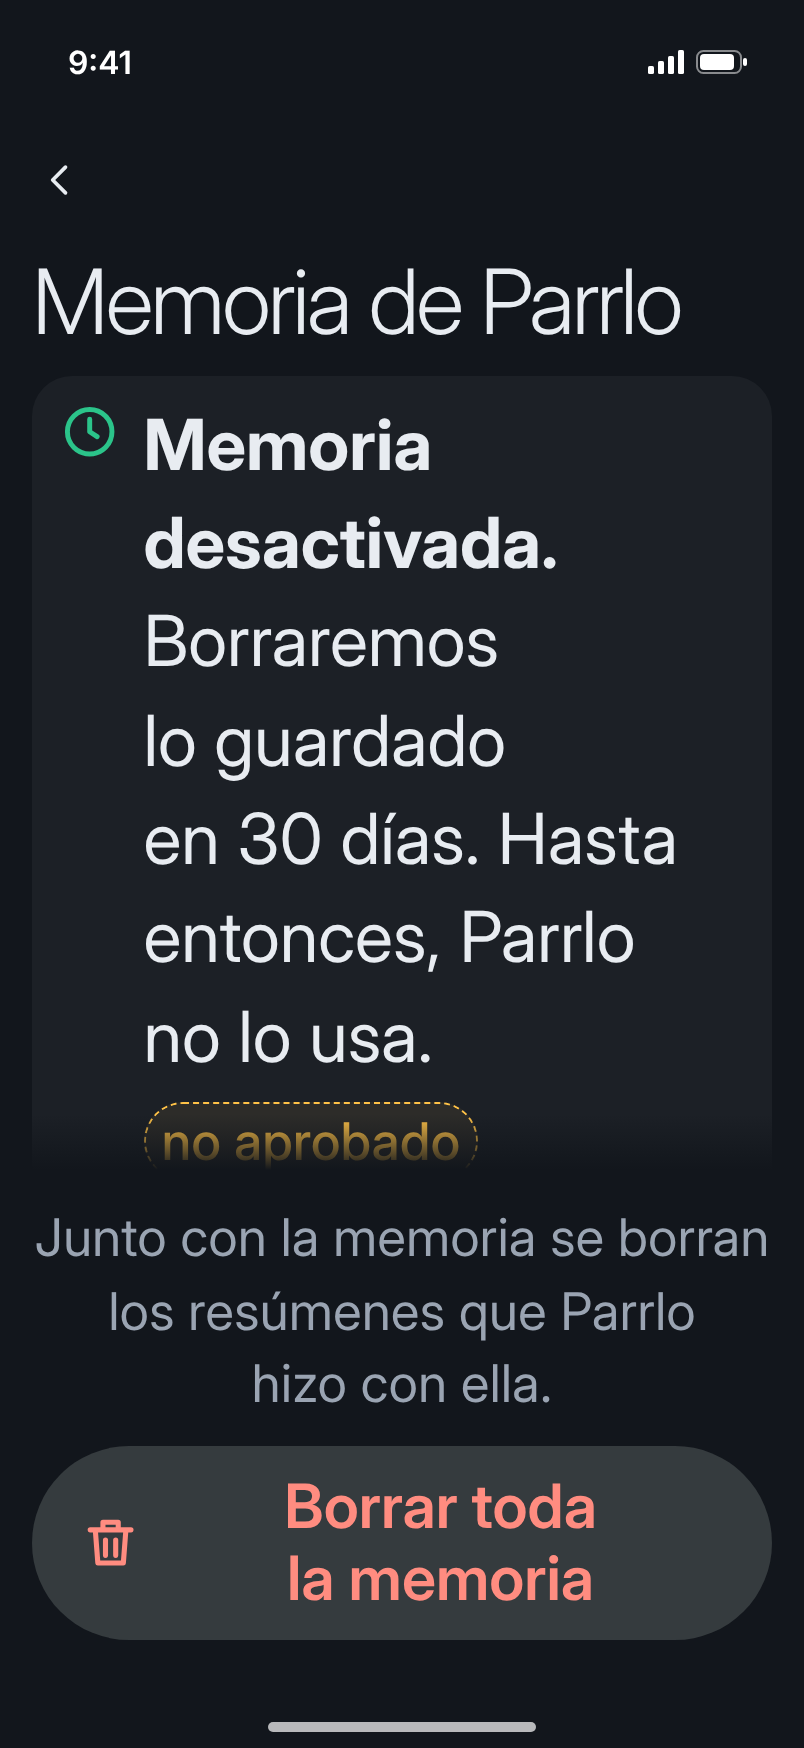 9:41
Memoria de Parrlo
Memoria
desactivada.
Borraremos
lo guardado
en 30 días. Hasta
entonces, Parrlo
no lo usa.
no aprobado
Junto con la memoria se borran
los resúmenes que Parrlo
hizo con ella.
Borrar toda
la memoria